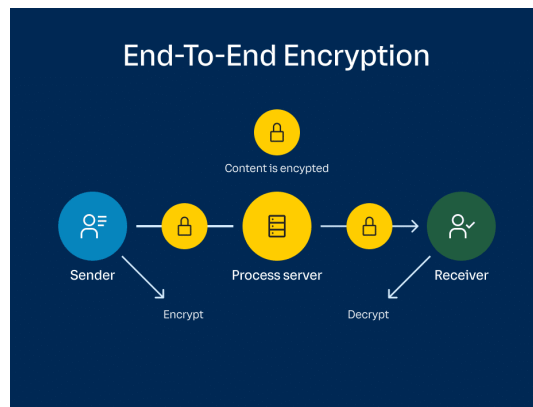 End-To-End Encryption
Content is encypted
Sender
Process server
Receiver
Encrypt
Decrypt